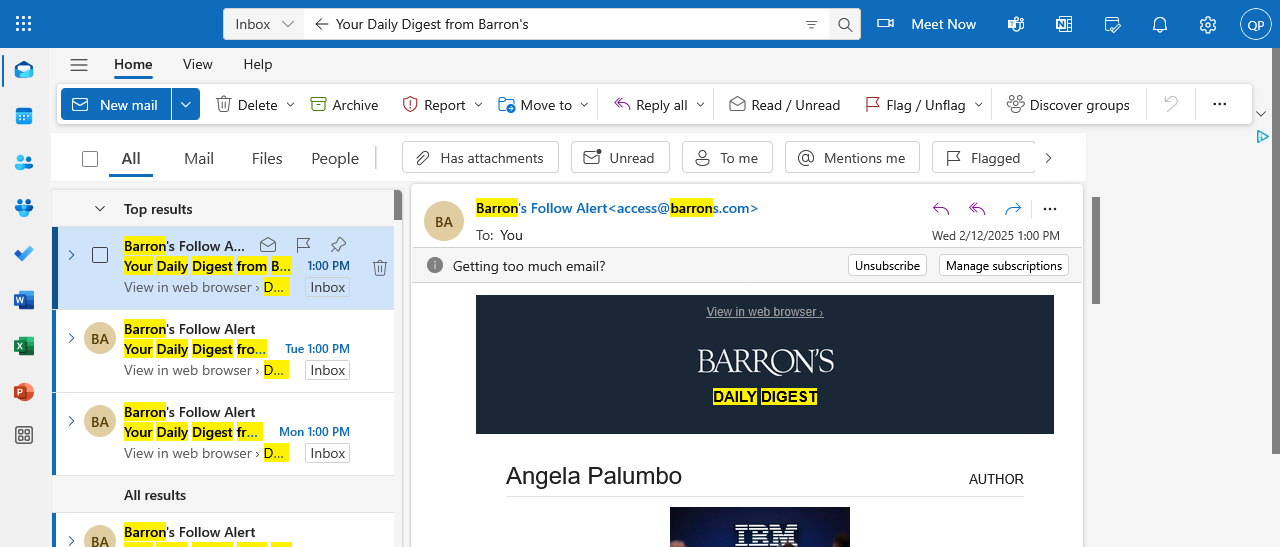 Inbox
Your Daily Digest from Barron's
Meet Now
QP
Home View Help
New mail Delete Archive Report Move to Reply all Read / Unread Flag / Unflag Discover groups
All Mail Files People Has attachments Unread To me Mentions me Flagged
Top results
Barron's Follow A...
Your Daily Digest from B... 1:00 PM
View in web browser › D... Inbox
BA
Barron's Follow Alert
Your Daily Digest fro... Tue 1:00 PM
View in web browser › D... Inbox
BA
Barron's Follow Alert
Your Daily Digest fr... Mon 1:00 PM
View in web browser › D... Inbox
All results
BA
Barron's Follow Alert
BA
Barron's Follow Alert<access@barrons.com>
To: You
Wed 2/12/2025 1:00 PM
Getting too much email? Unsubscribe Manage subscriptions
View in web browser ›
BARRON'S
DAILY DIGEST
Angela Palumbo AUTHOR
IBM